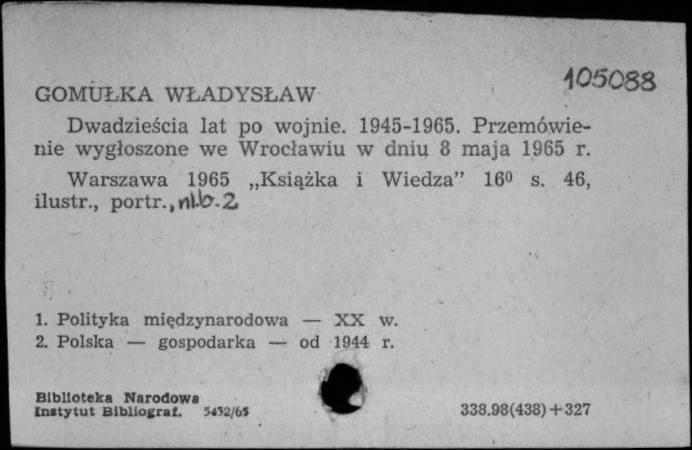 105088
GOMUŁKA WŁADYSŁAW
Dwadzieścia lat po wojnie. 1945-1965. Przemówie-
nie wygłoszone we Wrocławiu w dniu 8 maja 1965 r.
Warszawa 1965 „Książka i Wiedza” 16⁰ s. 46,
ilustr., portr., nlb. 2
1. Polityka międzynarodowa — XX w.
2. Polska — gospodarka — od 1944 r.
Biblioteka Narodowa
Instytut Bibliograf. 5432/65
338.98(438)+327